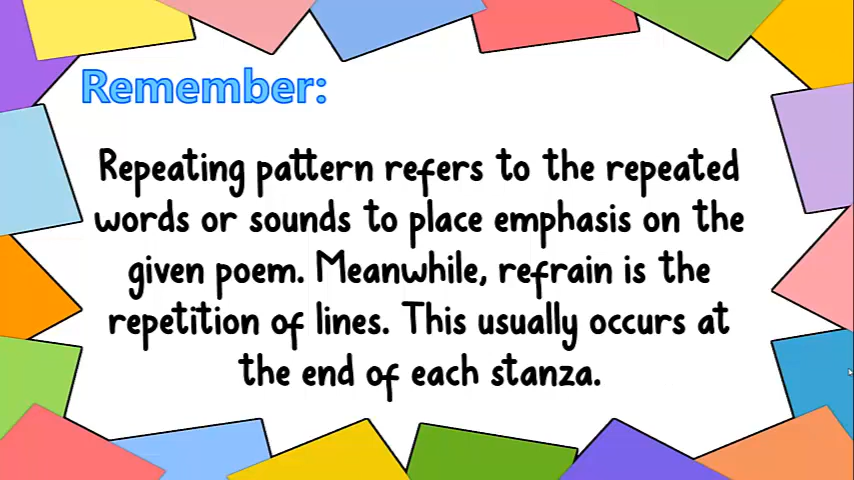 Remember:
Repeating pattern refers to the repeated
words or sounds to place emphasis on the
given poem. Meanwhile, refrain is the
repetition of lines. This usually occurs at
the end of each stanza.